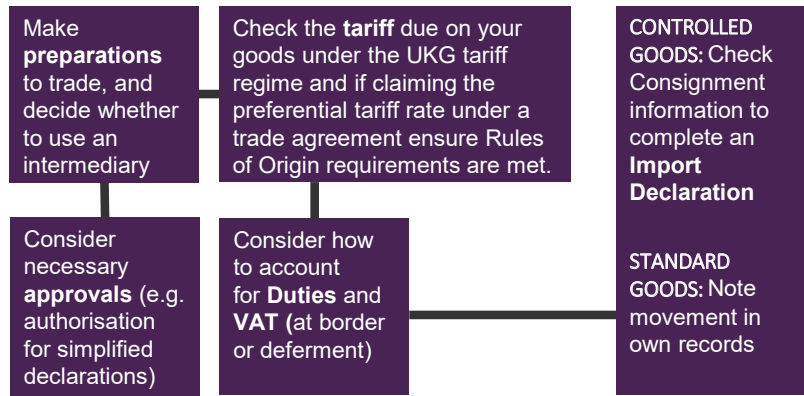 Make
preparations
to trade, and
decide whether
to use an
intermediary
Check the tariff due on your
goods under the UKG tariff
regime and if claiming the
preferential tariff rate under a
trade agreement ensure Rules
of Origin requirements are met.
Consider
necessary
approvals (e.g.
authorisation
for simplified
declarations)
Consider how
to account
for Duties and
VAT (at border
or deferment)
CONTROLLED
GOODS: Check
Consignment
information to
complete an
Import
Declaration
STANDARD
GOODS: Note
movement in
own records